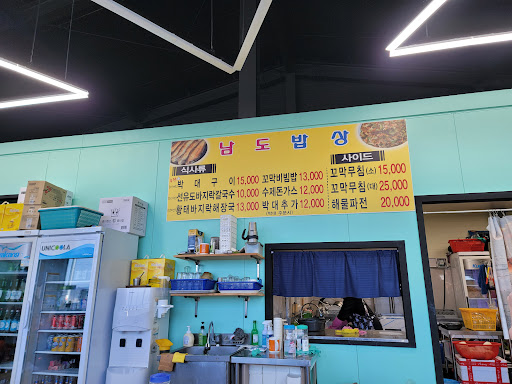 남도밥상
식사류
사이드
박대구이 15,000 꼬막비빔밥 13,000 꼬막무침(소) 15,000
선유도바지락칼국수 10,000 수제돈가스 12,000 꼬막무침(대) 25,000
황태바지락해장국 13,000 박대추가 12,000 해물파전 20,000
UNICOOLA